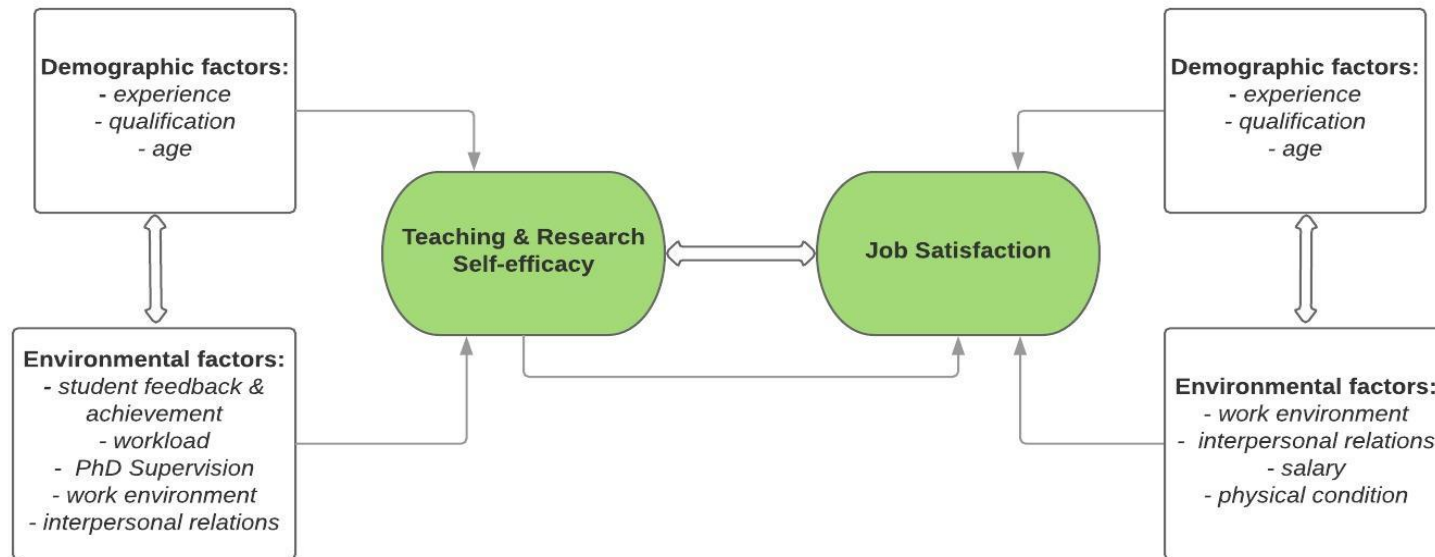 Demographic factors:
- experience
- qualification
- age
Environmental factors:
- student feedback &
achievement
- workload
- PhD Supervision
- work environment
- interpersonal relations
Teaching & Research
Self-efficacy
Job Satisfaction
Demographic factors:
- experience
- qualification
- age
Environmental factors:
- work environment
- interpersonal relations
- salary
- physical condition